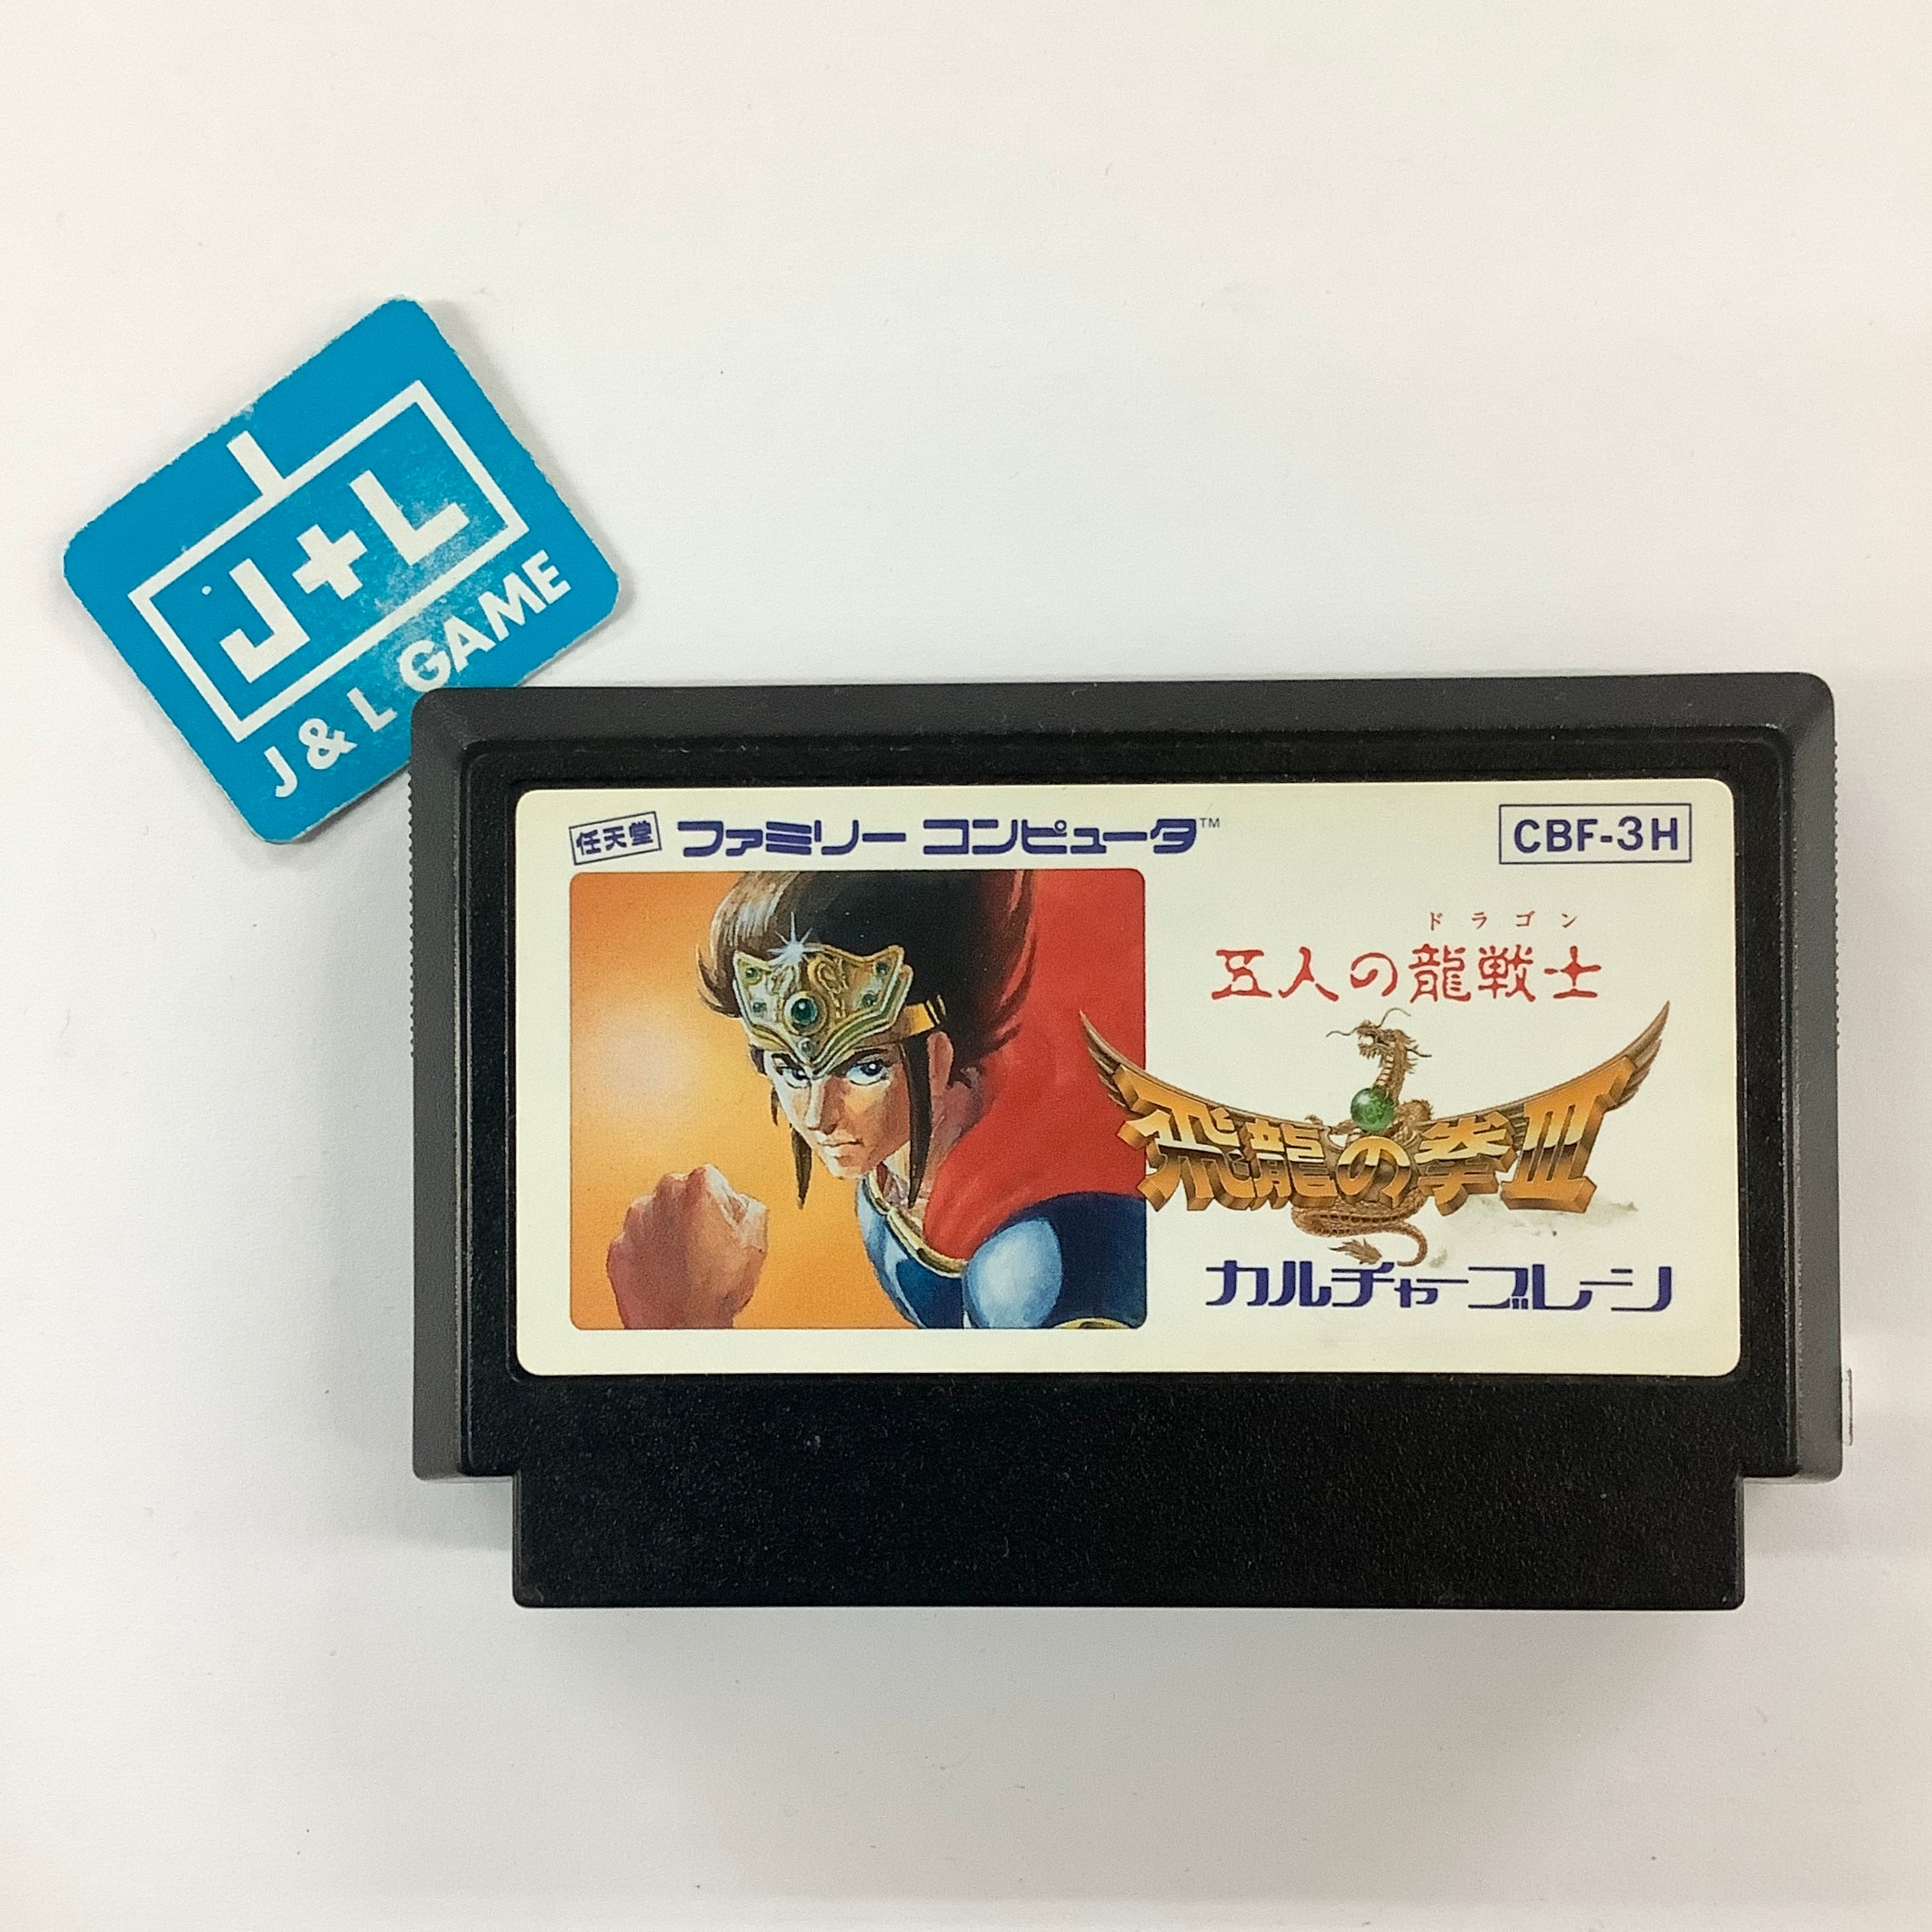 J+L
J & L GAME
任天堂 ファミリー コンピュータ™
CBF-3H
ドラゴン
五人の龍戦士
飛龍の拳III
カルチャーブレーン